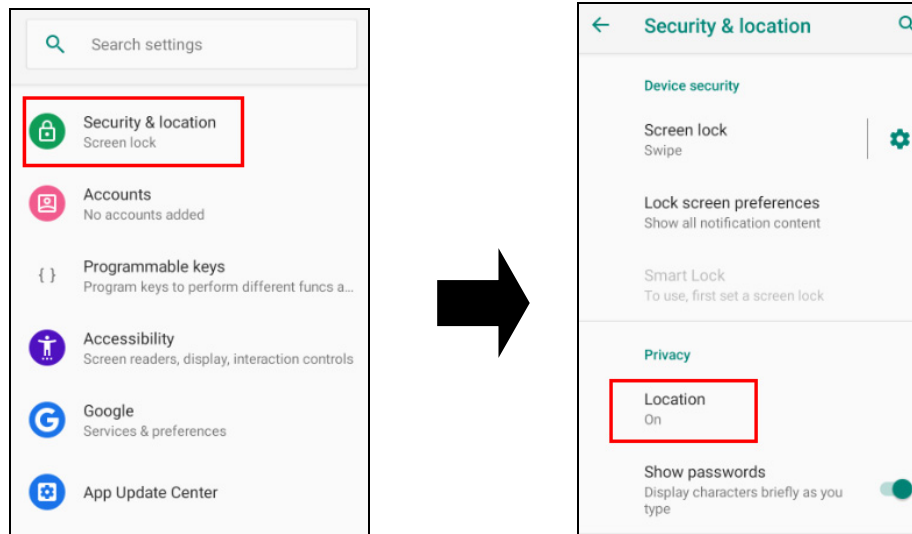 Search settings
Security & location
Screen lock
Accounts
No accounts added
{ } Programmable keys
Program keys to perform different funcs a...
Accessibility
Screen readers, display, interaction controls
G Google
Services & preferences
App Update Center
Security & location
Device security
Screen lock
Swipe
Lock screen preferences
Show all notification content
Smart Lock
To use, first set a screen lock
Privacy
Location
On
Show passwords
Display characters briefly as you
type